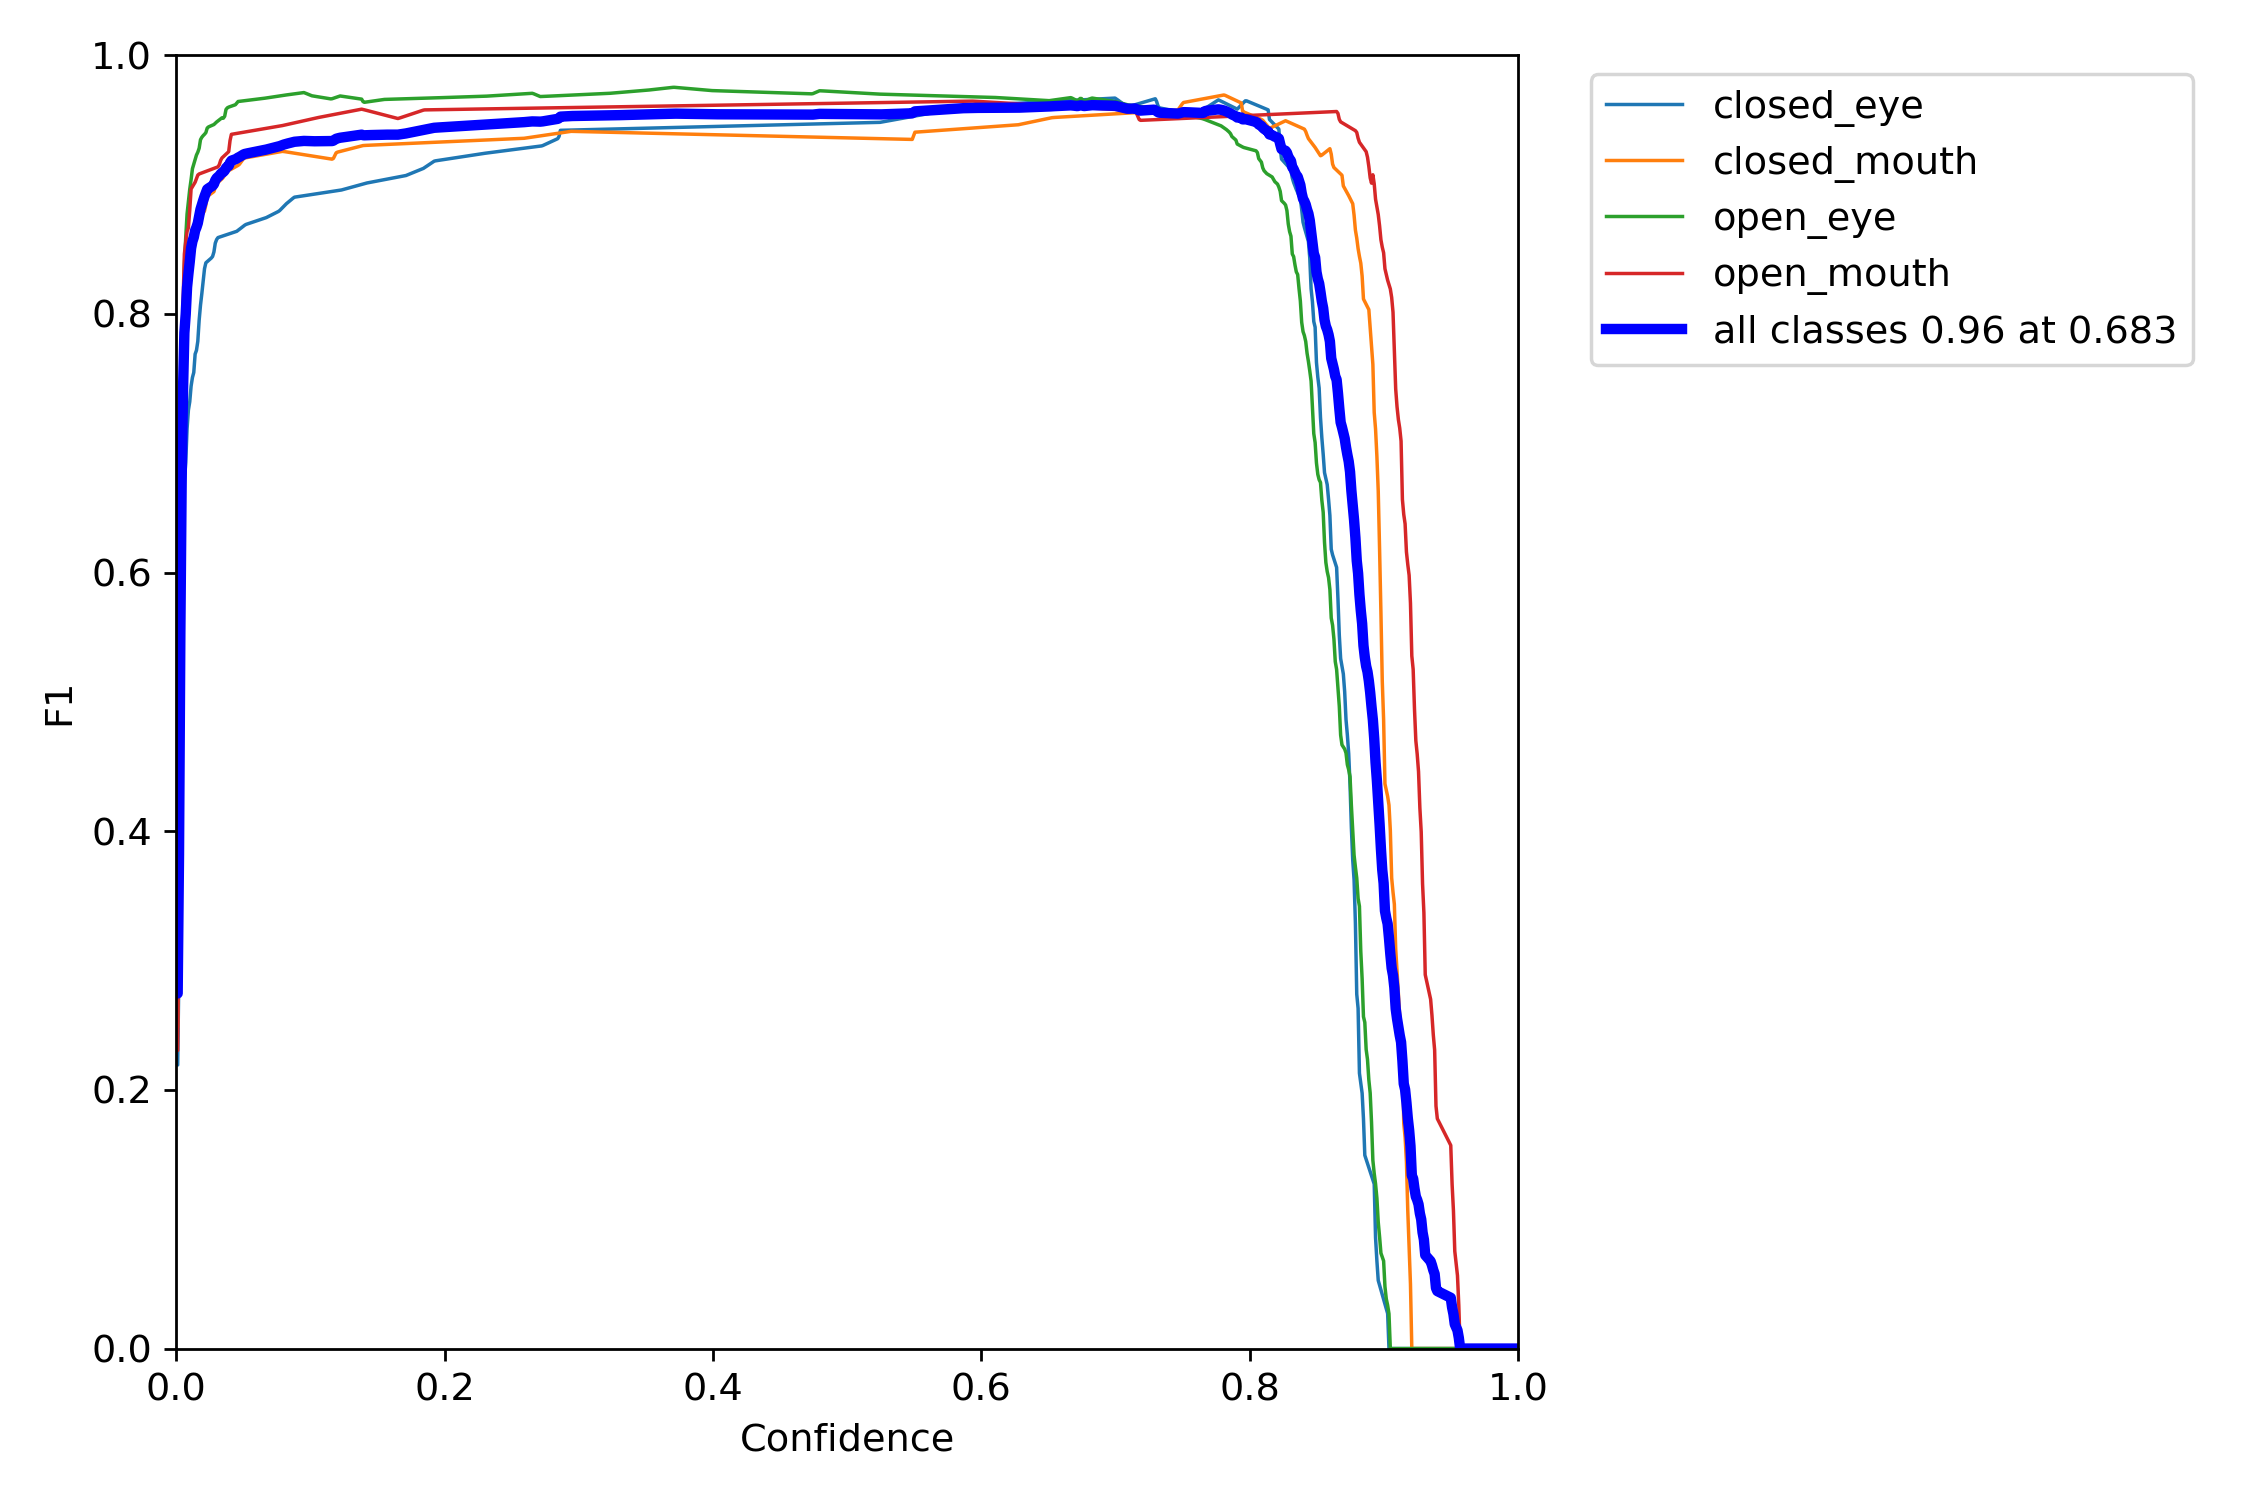 1.0
0.8
0.6
0.4
0.2
0.0
F1
0.0 0.2 0.4 0.6 0.8 1.0
Confidence
closed_eye
closed_mouth
open_eye
open_mouth
all classes 0.96 at 0.683